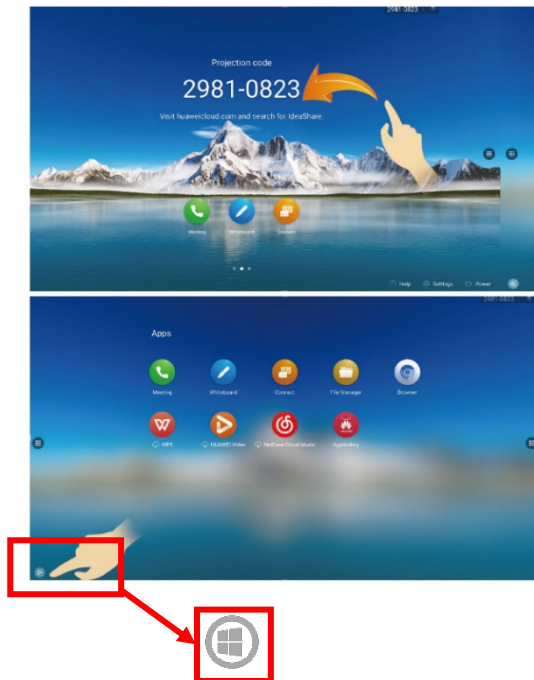 2981-0823
Projection code
2981-0823
Visit huaweicloud.com and search for IdeaShare.
Meeting Whiteboard Connect
Help Settings Power
2981-0823
Apps
Meeting Whiteboard Connect File Manager Browser
WPS HUAWEI Video NetEase Cloud Music AppGallery